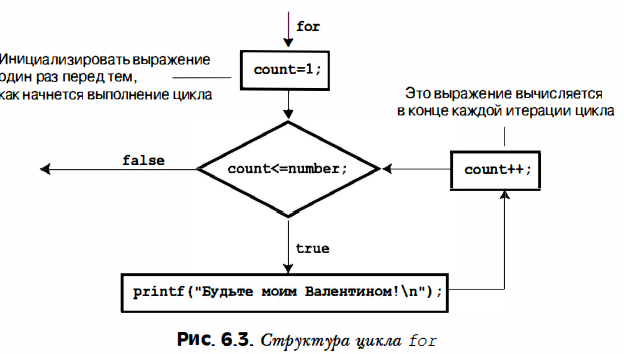 for
Инициализировать выражение
один раз перед тем,
как начнется выполнение цикла
count=1;
Это выражение вычисляется
в конце каждой итерации цикла
false
count<=number;
count++;
true
printf("Будьте моим Валентином!\n");
Рис. 6.3. Структура цикла for